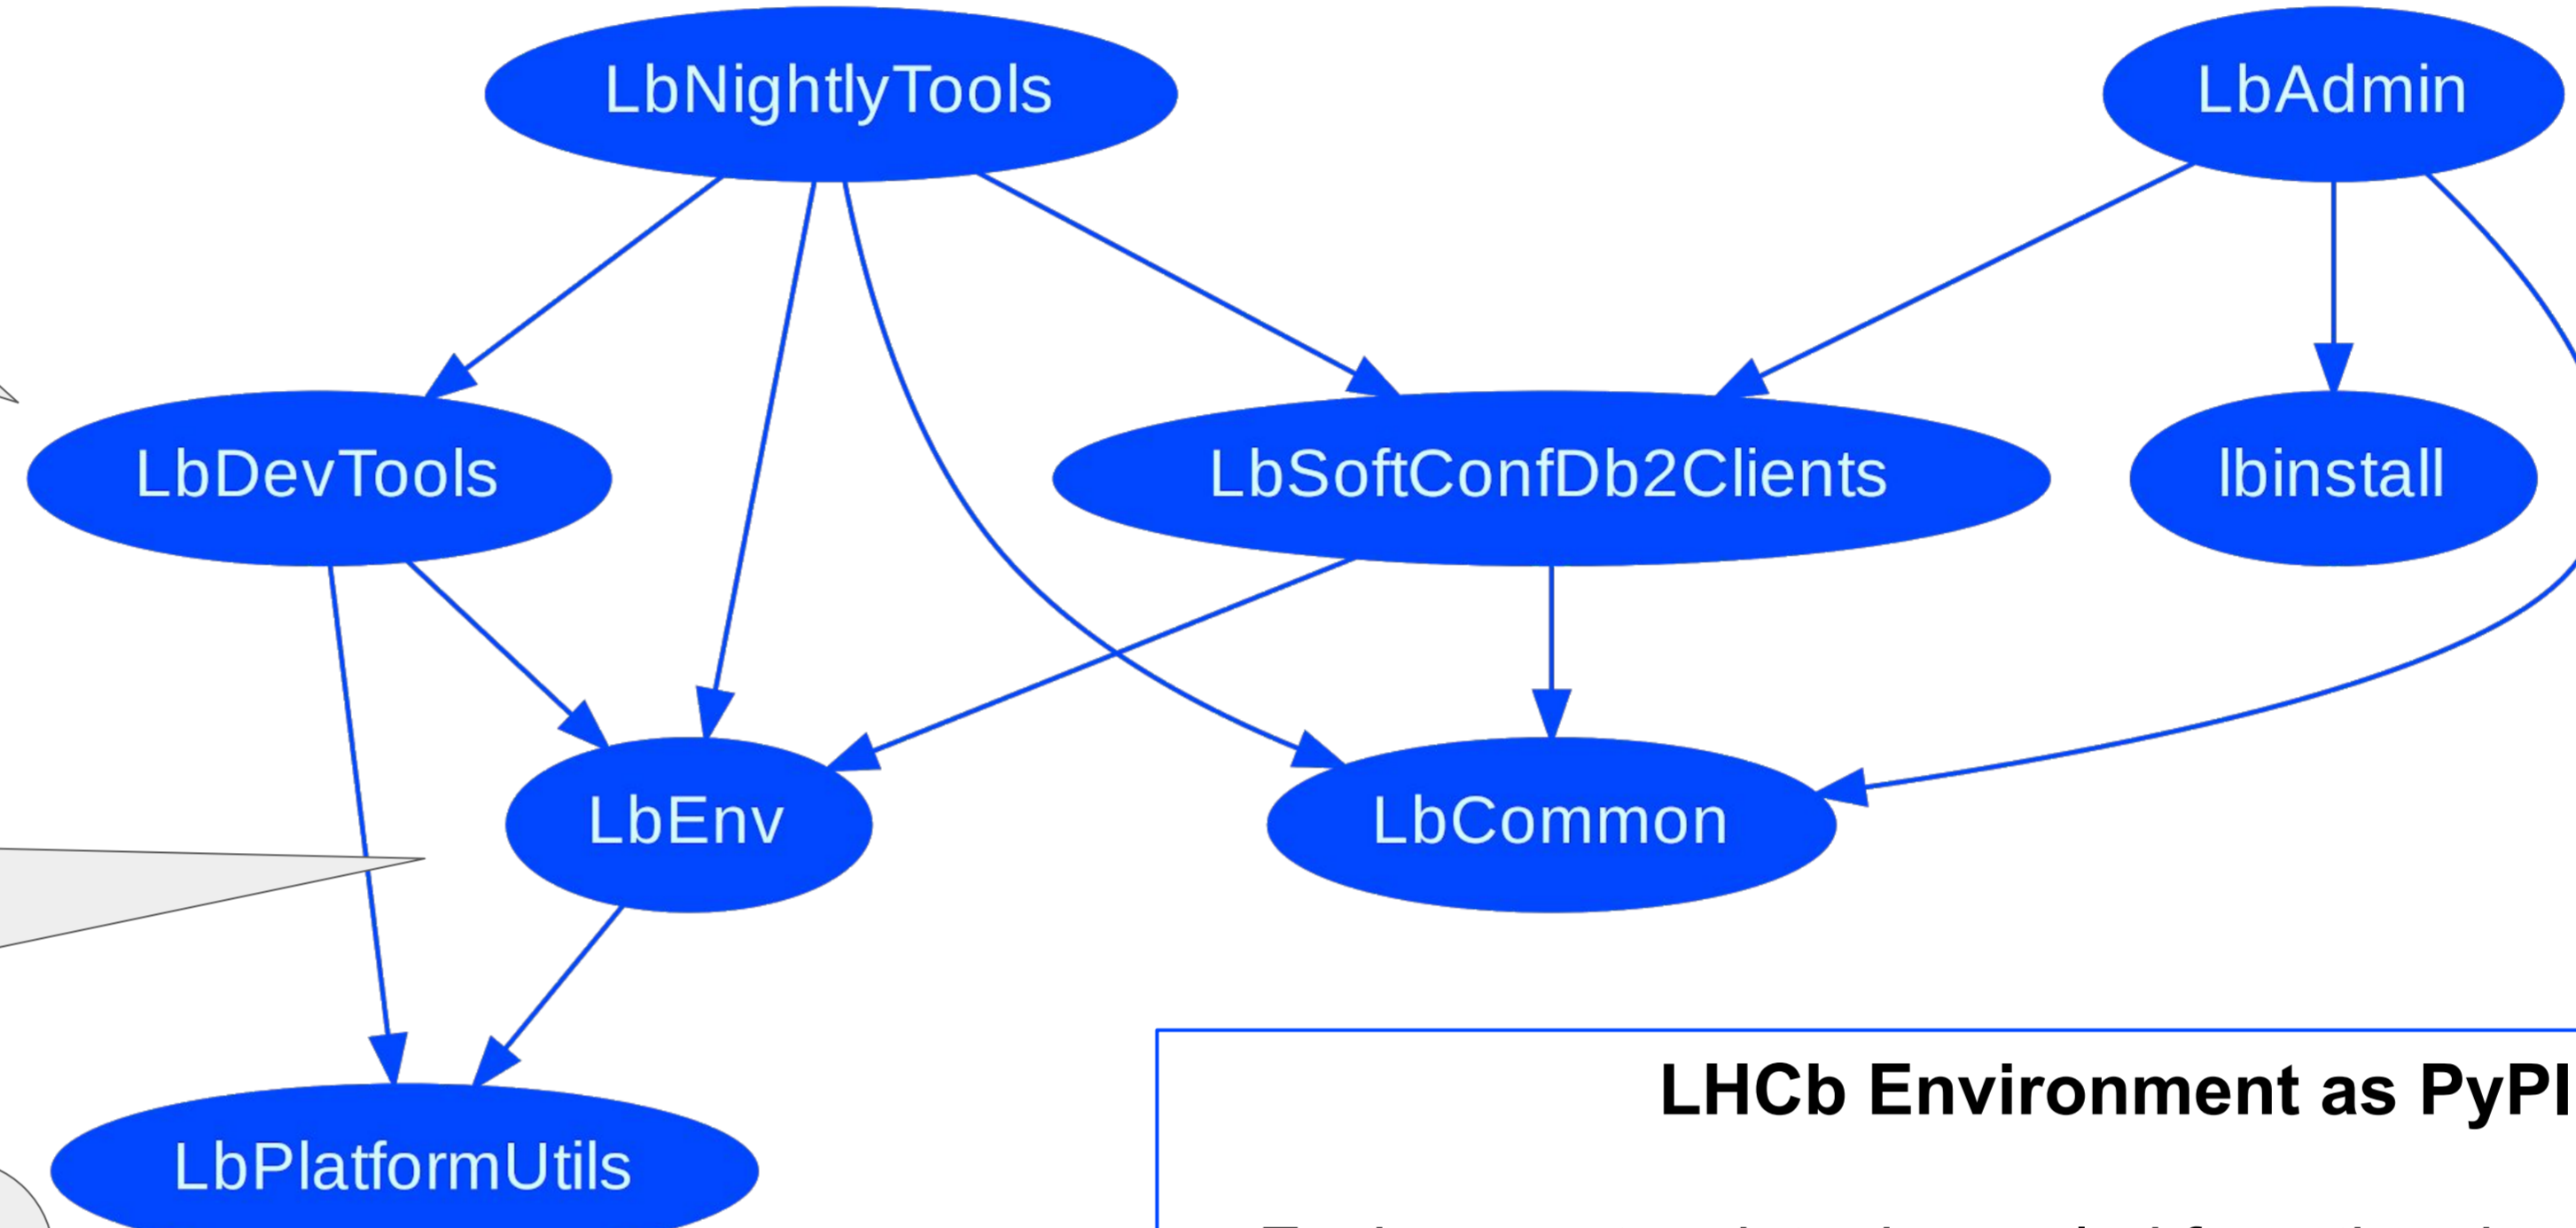 LbNightlyTools
LbAdmin
LbDevTools
LbSoftConfDb2Clients
lbinstall
LbEnv
LbCommon
LHCb Environment as PyPI
LbPlatformUtils